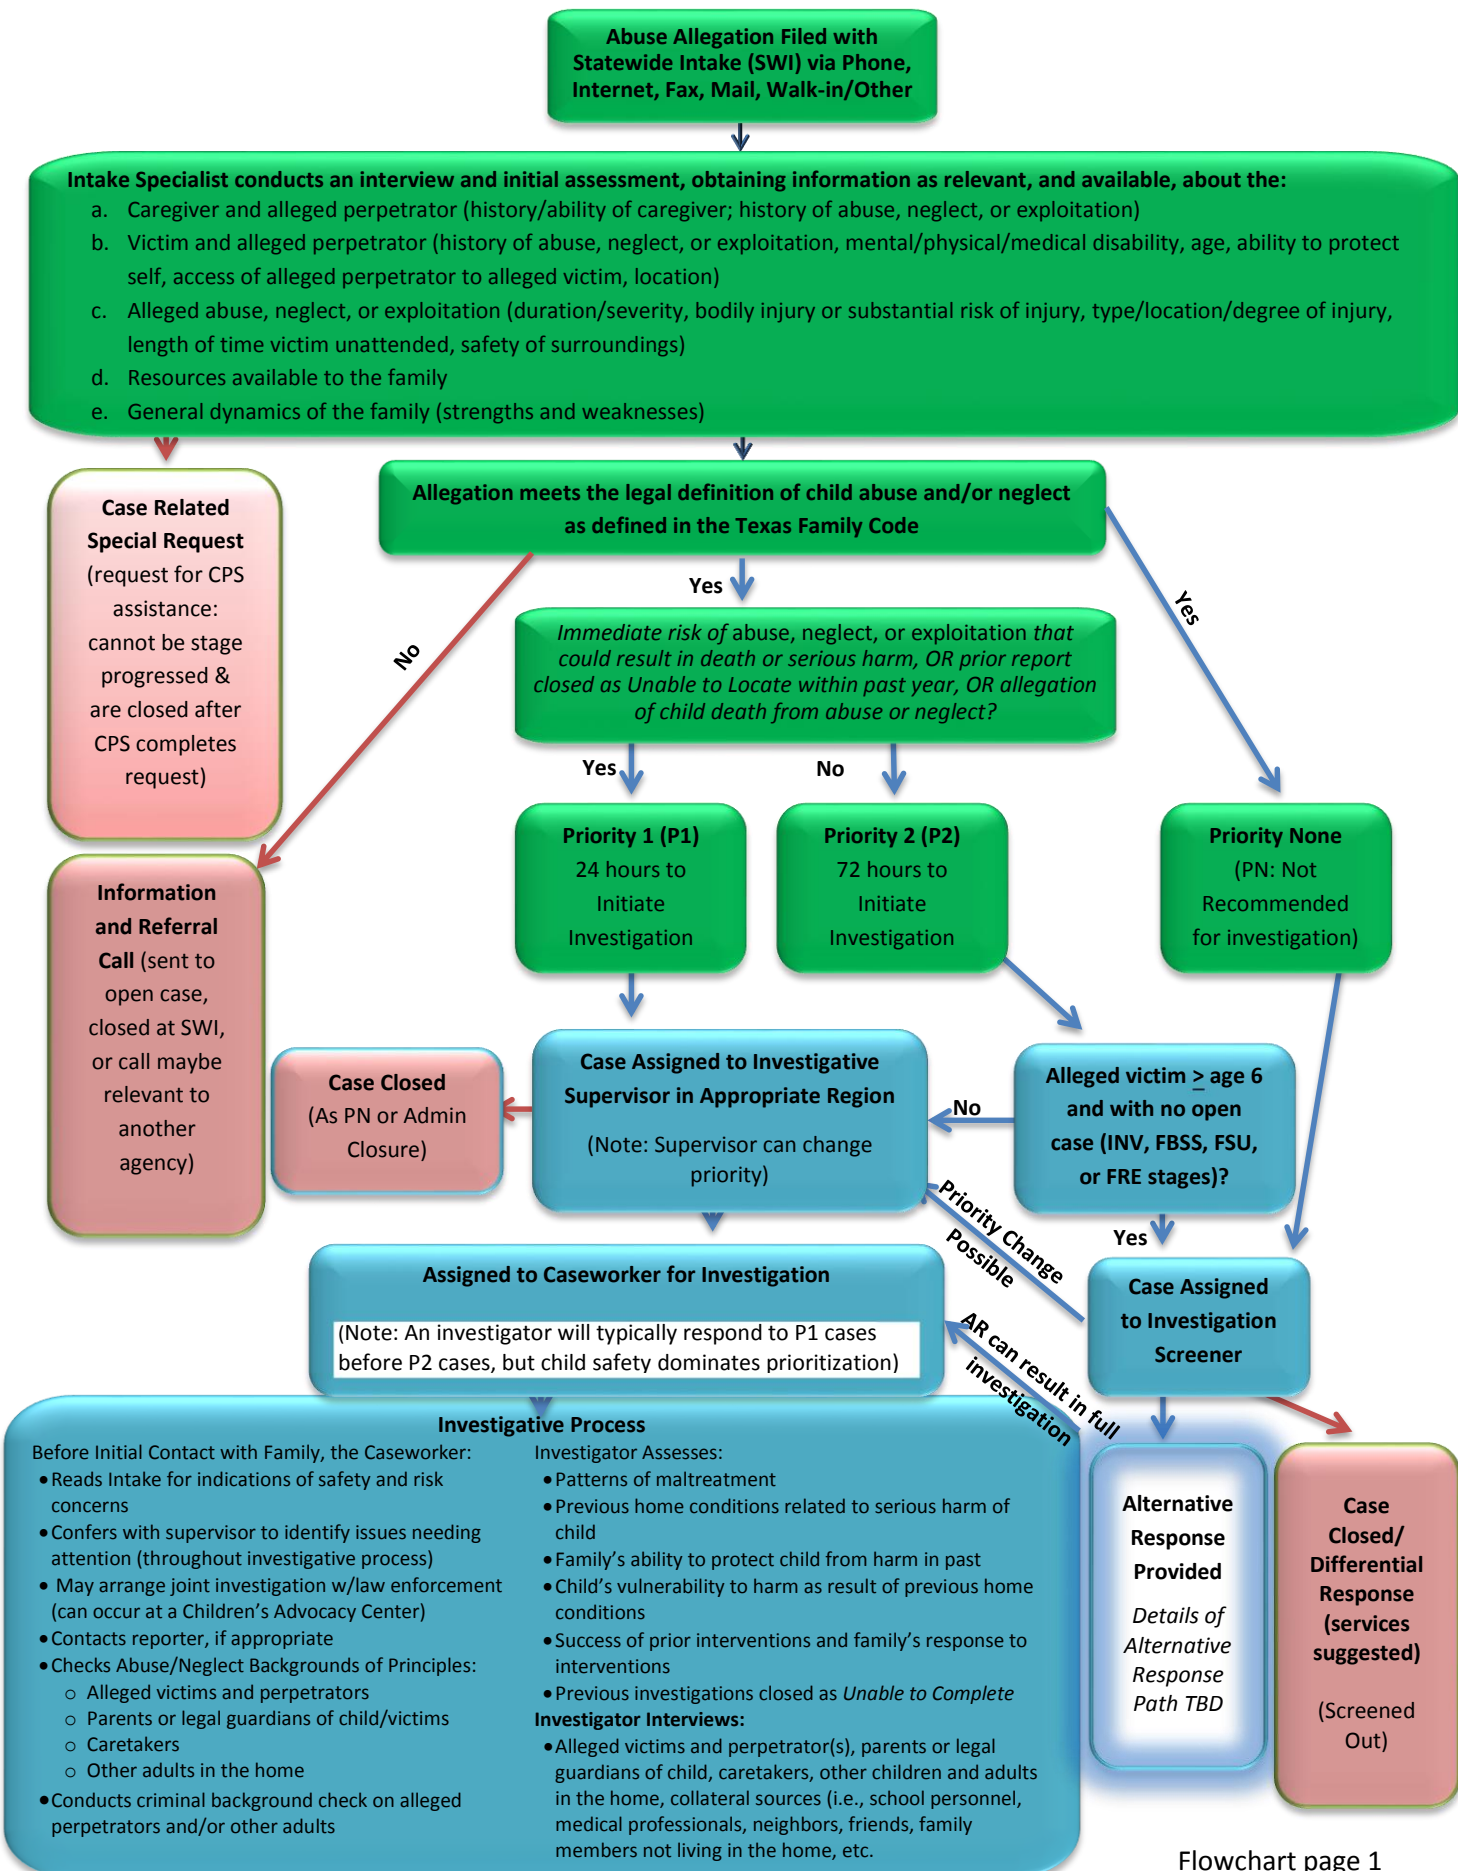 Abuse Allegation Filed with
Statewide Intake (SWI) via Phone,
Internet, Fax, Mail, Walk-in/Other
Intake Specialist conducts an interview and initial assessment, obtaining information as relevant, and available, about the:
a. Caregiver and alleged perpetrator (history/ability of caregiver; history of abuse, neglect, or exploitation)
b. Victim and alleged perpetrator (history of abuse, neglect, or exploitation, mental/physical/medical disability, age, ability to protect
self, access of alleged perpetrator to alleged victim, location)
c. Alleged abuse, neglect, or exploitation (duration/severity, bodily injury or substantial risk of injury, type/location/degree of injury,
length of time victim unattended, safety of surroundings)
d. Resources available to the family
e. General dynamics of the family (strengths and weaknesses)
Case Related
Special Request
(request for CPS
assistance:
cannot be stage
progressed &
are closed after
CPS completes
request)
Allegation meets the legal definition of child abuse and/or neglect
as defined in the Texas Family Code
No
Yes
Yes
Immediate risk of abuse, neglect, or exploitation that
could result in death or serious harm, OR prior report
closed as Unable to Locate within past year, OR allegation
of child death from abuse or neglect?
Yes
No
Information
and Referral
Call (sent to
open case,
closed at SWI,
or call maybe
relevant to
another
agency)
Priority 1 (P1)
24 hours to
Initiate
Investigation
Priority 2 (P2)
72 hours to
Initiate
Investigation
Priority None
(PN: Not
Recommended
for investigation)
Case Closed
(As PN or Admin
Closure)
Case Assigned to Investigative
Supervisor in Appropriate Region
(Note: Supervisor can change
priority)
No
Alleged victim > age 6
and with no open
case (INV, FBSS, FSU,
or FRE stages)?
Yes
Priority Change
Possible
Case Assigned
to Investigation
Screener
Assigned to Caseworker for Investigation
(Note: An investigator will typically respond to P1 cases
before P2 cases, but child safety dominates prioritization)
AR can result in full
investigation
Investigative Process
Before Initial Contact with Family, the Caseworker:
• Reads Intake for indications of safety and risk
concerns
• Confers with supervisor to identify issues needing
attention (throughout investigative process)
• May arrange joint investigation w/law enforcement
(can occur at a Children's Advocacy Center)
• Contacts reporter, if appropriate
• Checks Abuse/Neglect Backgrounds of Principles:
o Alleged victims and perpetrators
o Parents or legal guardians of child/victims
o Caretakers
o Other adults in the home
• Conducts criminal background check on alleged
perpetrators and/or other adults
Investigator Assesses:
• Patterns of maltreatment
• Previous home conditions related to serious harm of
child
• Family's ability to protect child from harm in past
• Child's vulnerability to harm as result of previous home
conditions
• Success of prior interventions and family's response to
interventions
• Previous investigations closed as Unable to Complete
Investigator Interviews:
• Alleged victims and perpetrator(s), parents or legal
guardians of child, caretakers, other children and adults
in the home, collateral sources (i.e., school personnel,
medical professionals, neighbors, friends, family
members not living in the home, etc.
Alternative
Response
Provided
Details of
Alternative
Response
Path TBD
Case
Closed/
Differential
Response
(services
suggested)
(Screened
Out)
Flowchart page 1